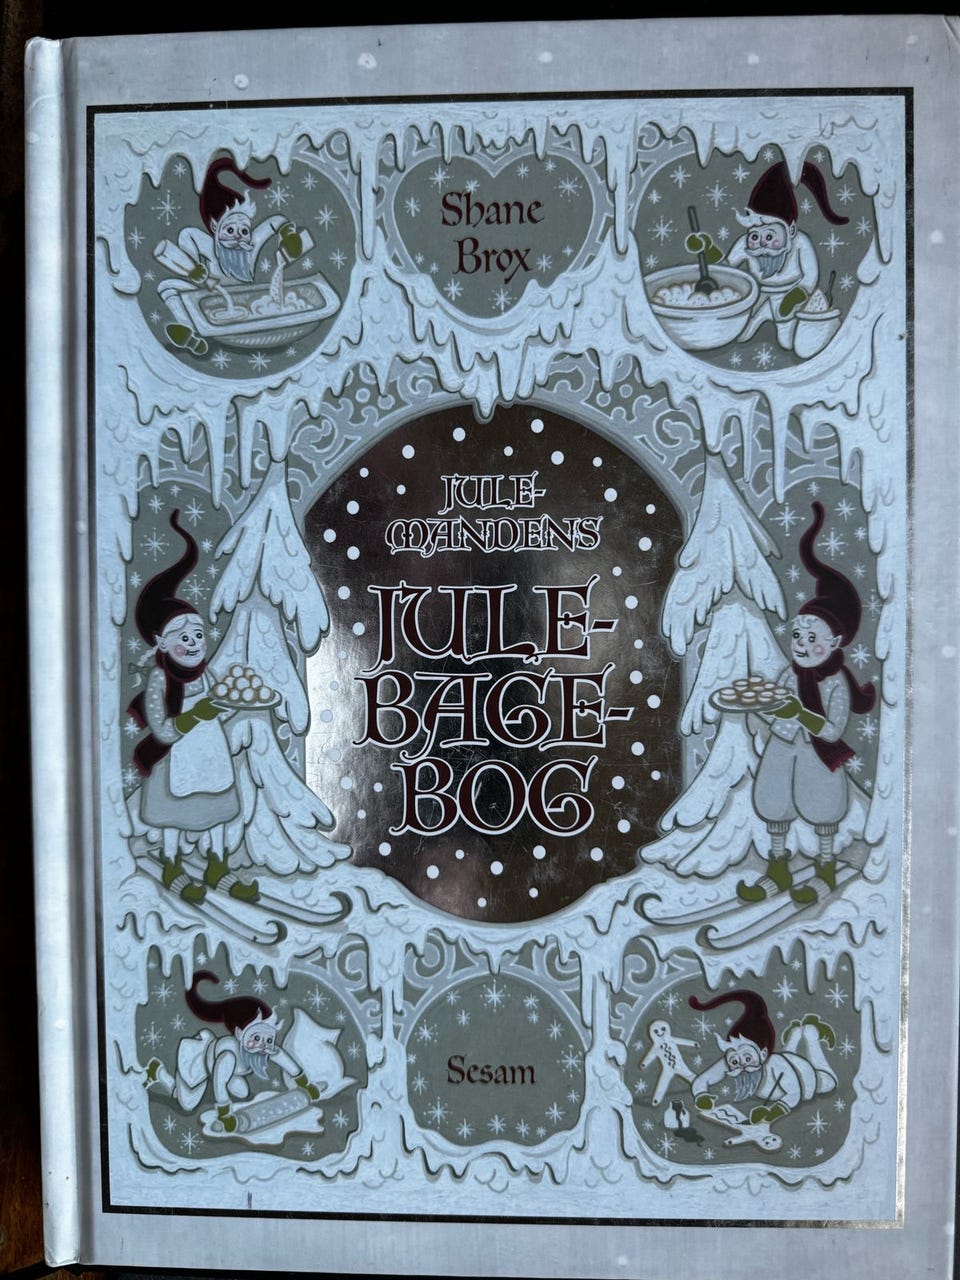 Shane
Brox
JULE-
MANDENS
JULE-
BAGE-
BOG
Sesam